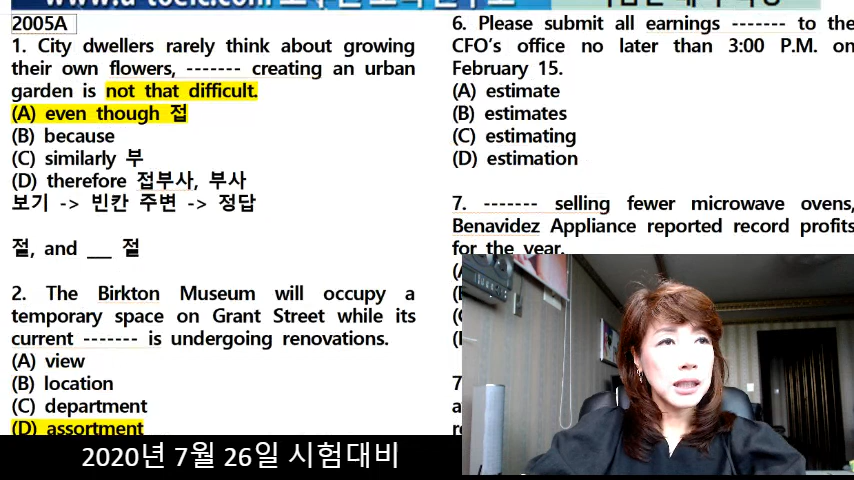 2005A
1. City dwellers rarely think about growing
their own flowers, ------- creating an urban
garden is not that difficult.
(A) even though 접
(B) because
(C) similarly 부
(D) therefore 접부사, 부사
보기 -> 빈칸 주변 -> 정답
절, and ___ 절
2. The Birkton Museum will occupy a
temporary space on Grant Street while its
current ------- is undergoing renovations.
(A) view
(B) location
(C) department
(D) assortment
6. Please submit all earnings ------- to the
CFO's office no later than 3:00 P.M. on
February 15.
(A) estimate
(B) estimates
(C) estimating
(D) estimation
7. ------- selling fewer microwave ovens,
Benavidez Appliance reported record profits
for the year.
2020년 7월 26일 시험대비